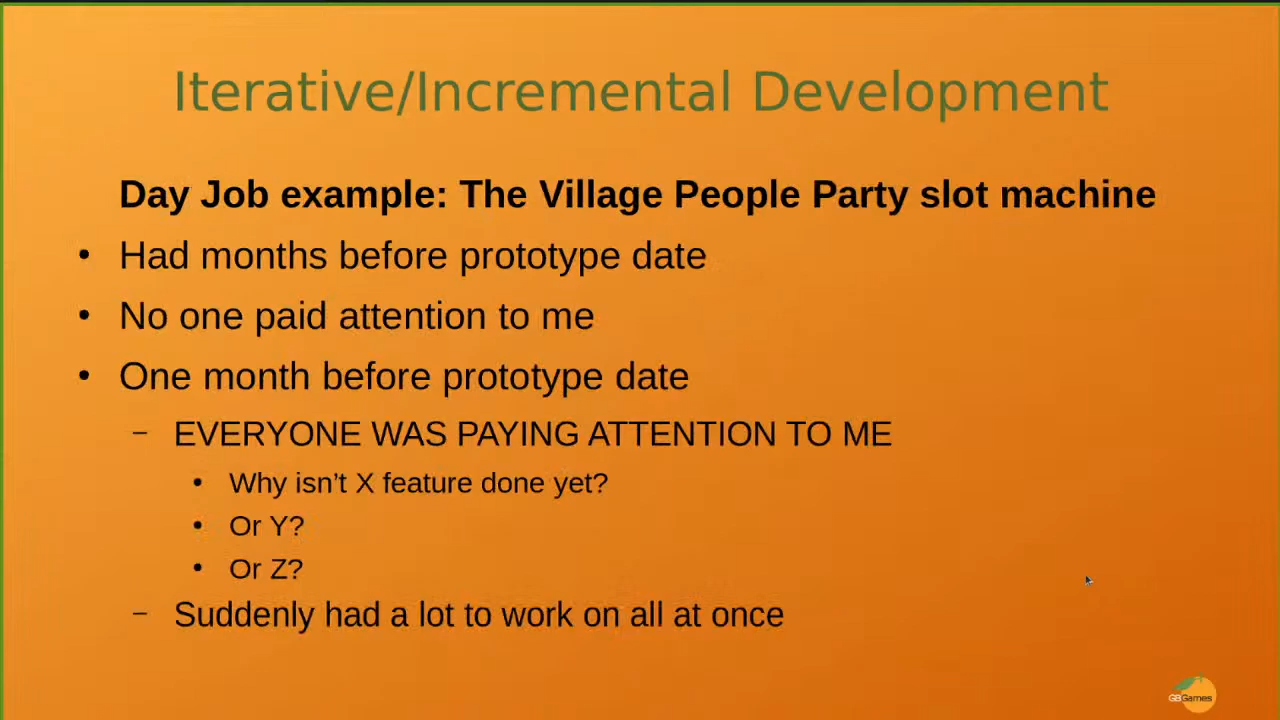 Iterative/Incremental Development
Day Job example: The Village People Party slot machine
• Had months before prototype date
• No one paid attention to me
• One month before prototype date
– EVERYONE WAS PAYING ATTENTION TO ME
• Why isn’t X feature done yet?
• Or Y?
• Or Z?
– Suddenly had a lot to work on all at once
GBGames